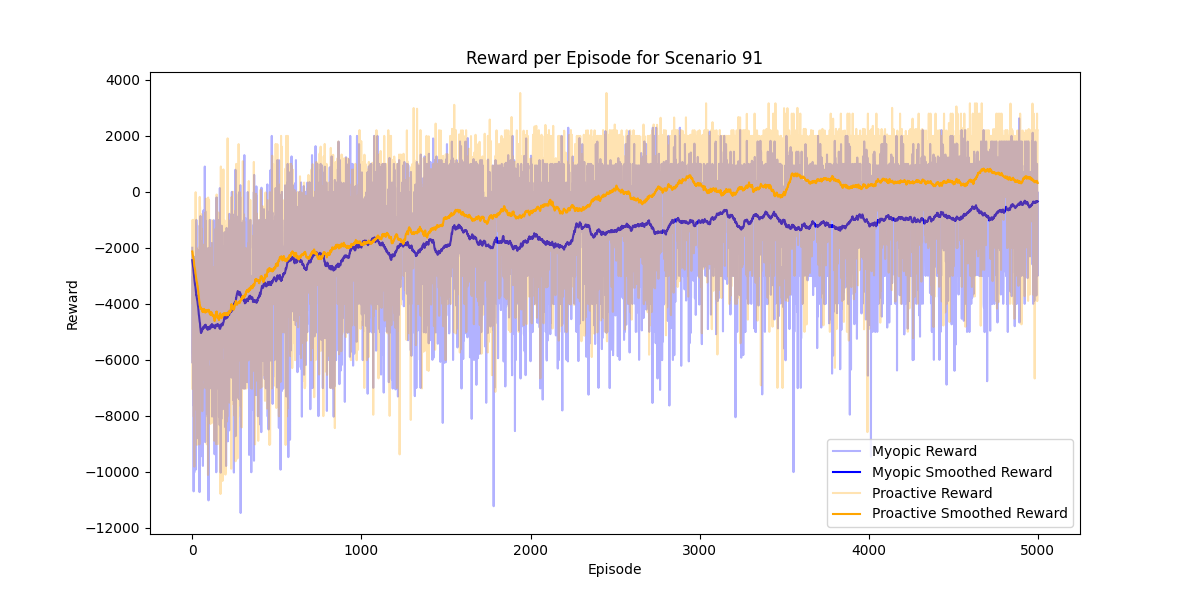 Reward per Episode for Scenario 91
Reward
4000
2000
0
−2000
−4000
−6000
−8000
−10000
−12000
0
1000
2000
3000
4000
5000
Episode
Myopic Reward
Myopic Smoothed Reward
Proactive Reward
Proactive Smoothed Reward